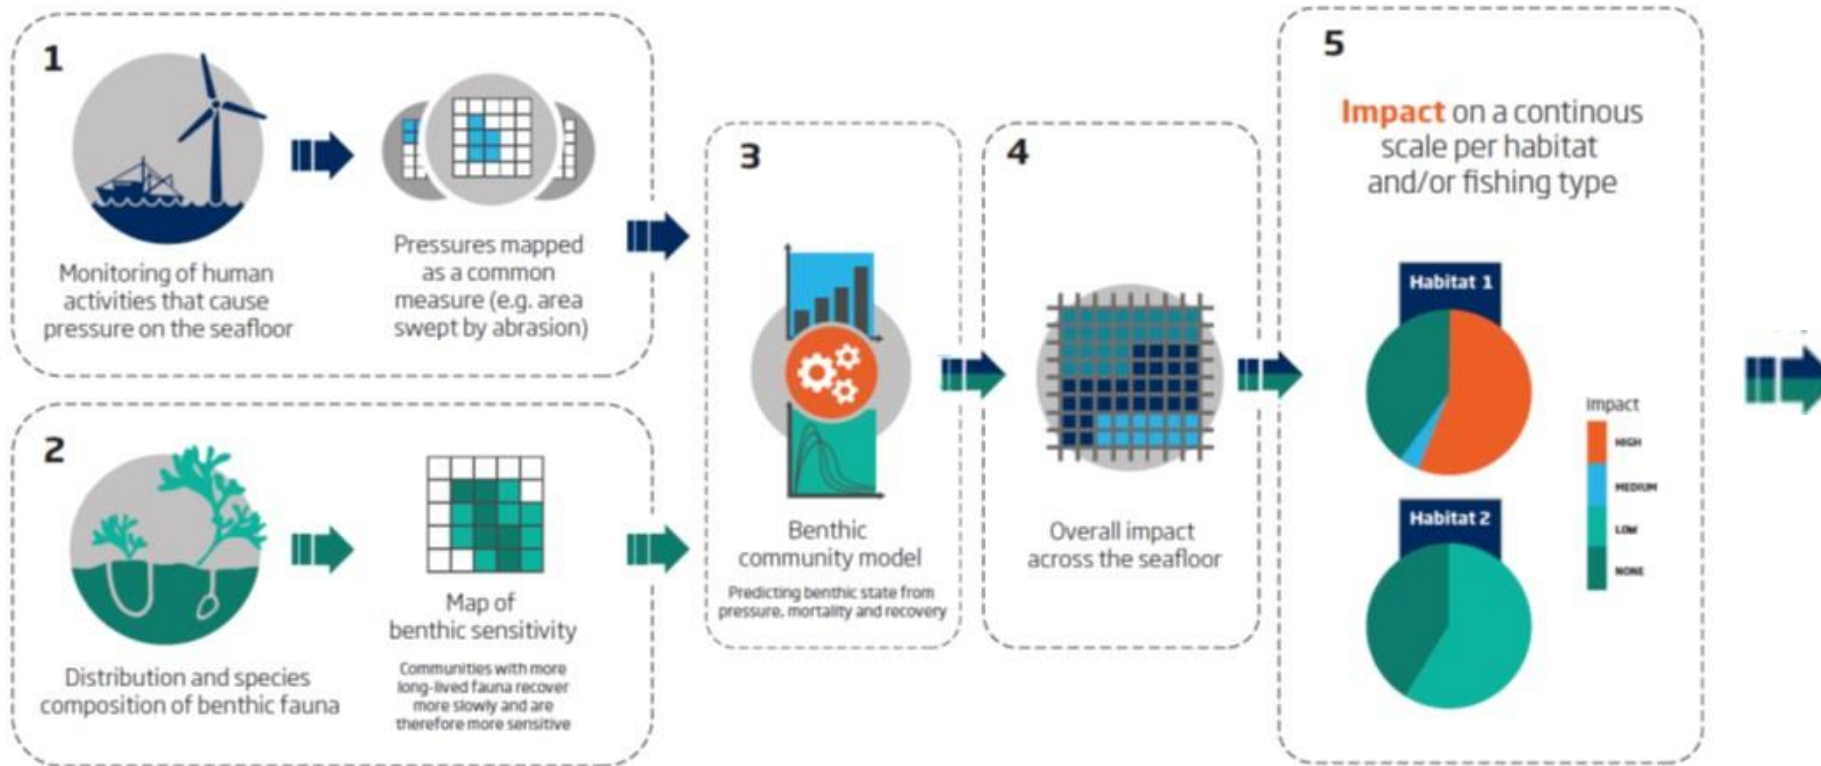 1
Monitoring of human
activities that cause
pressure on the seafloor
Pressures mapped
as a common
measure (e.g. area
swept by abrasion)
2
Distribution and species
composition of benthic fauna
Map of
benthic sensitivity
Communities with more
long-lived fauna recover
more slowly and are
therefore more sensitive
3
Benthic
community model
Predicting benthic state from
pressure, mortality and recovery
4
Overall impact
across the seafloor
5
Impact on a continous
scale per habitat
and/or fishing type
Habitat 1
Habitat 2
Impact
HIGH
MEDIUM
LOW
NONE